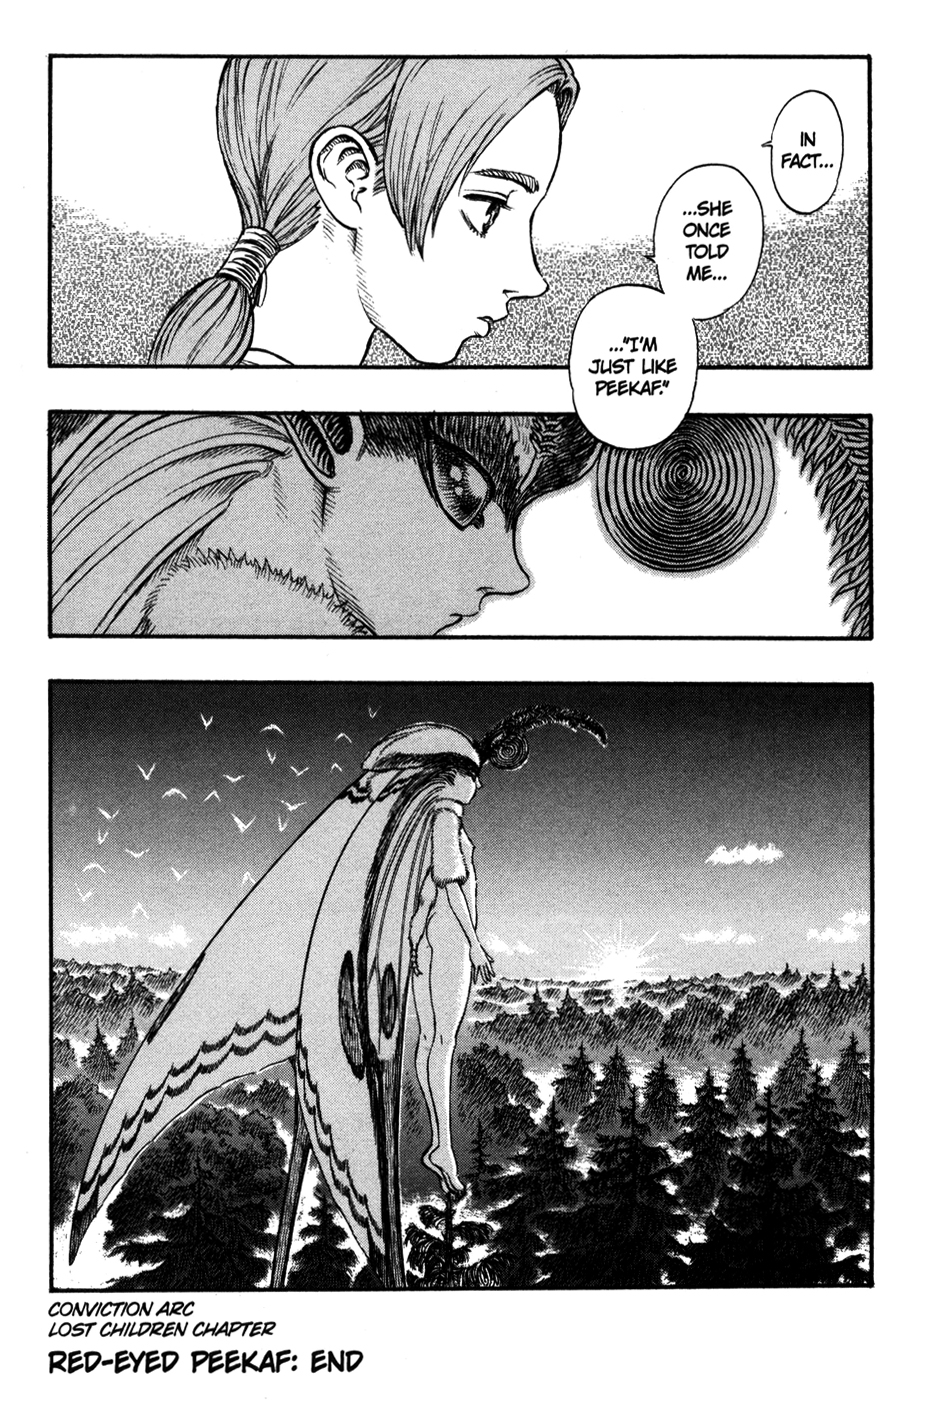 IN
FACT...
...SHE
ONCE
TOLD
ME...
..."I'M
JUST LIKE
PEEKAF."
CONVICTION ARC
LOST CHILDREN CHAPTER
RED-EYED PEEKAF: END